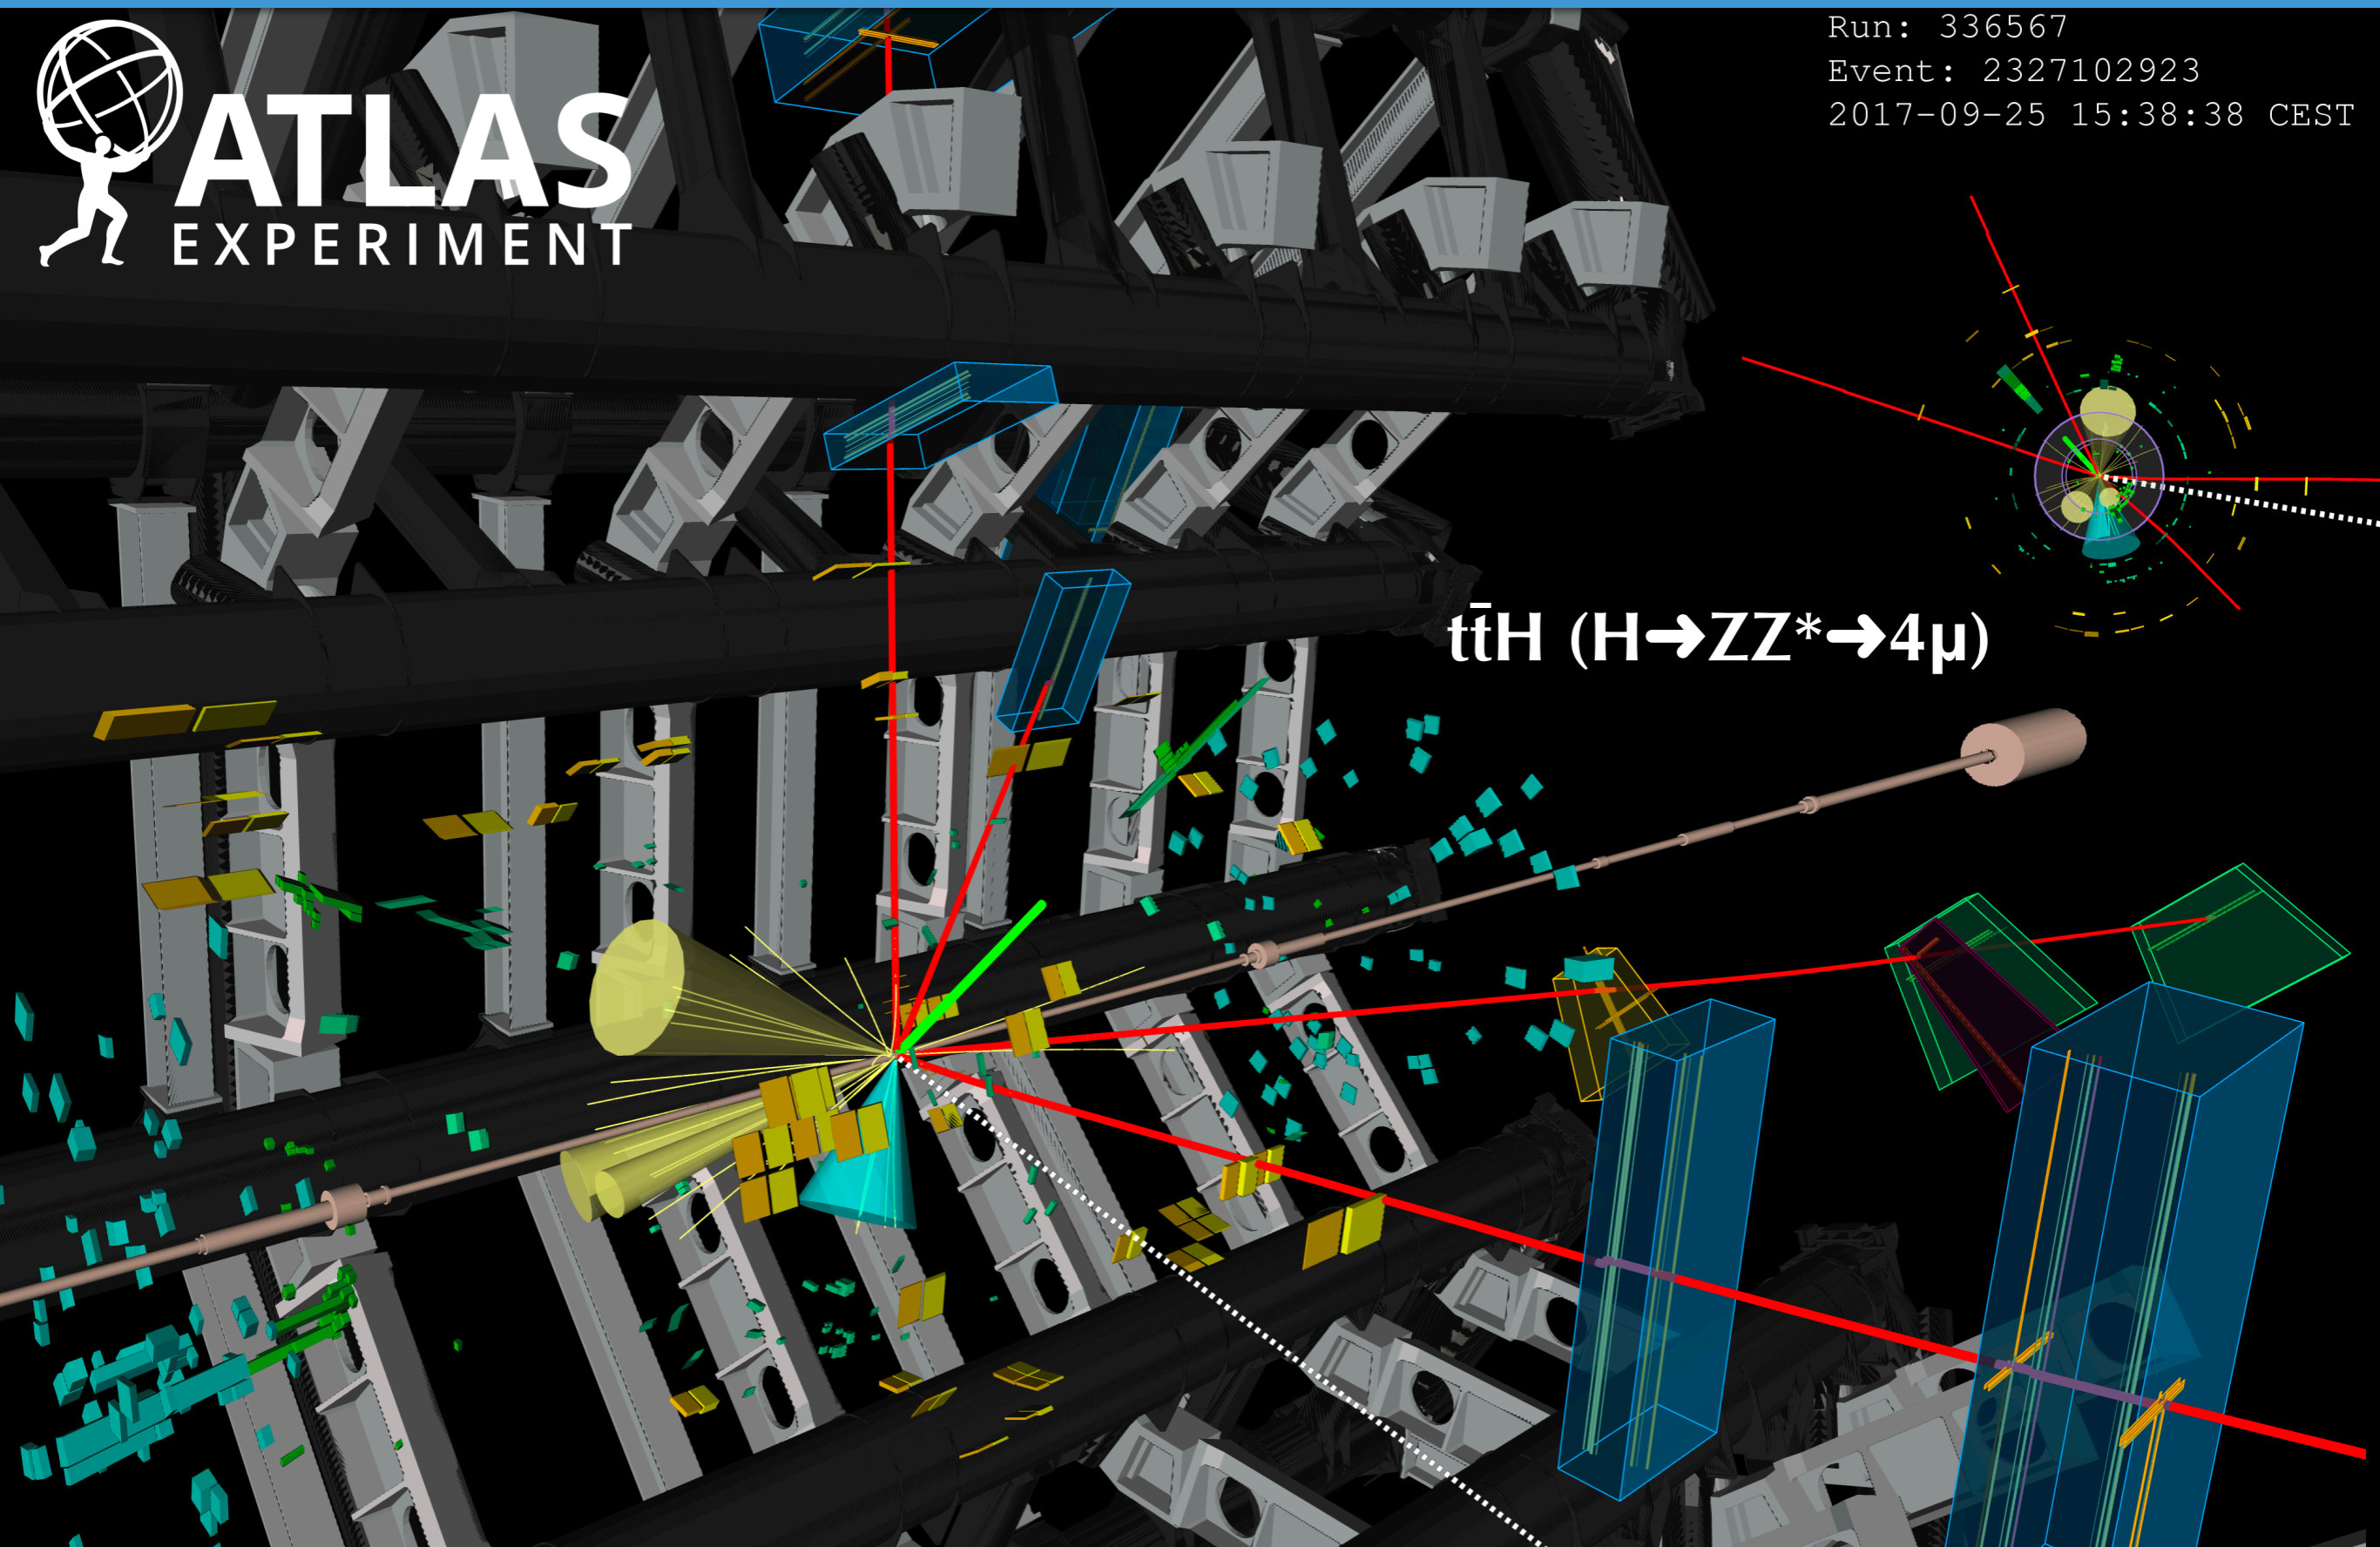 ATLAS
EXPERIMENT
Run: 336567
Event: 2327102923
2017-09-25 15:38:38 CEST
tt̄H (H→ZZ*→4μ)